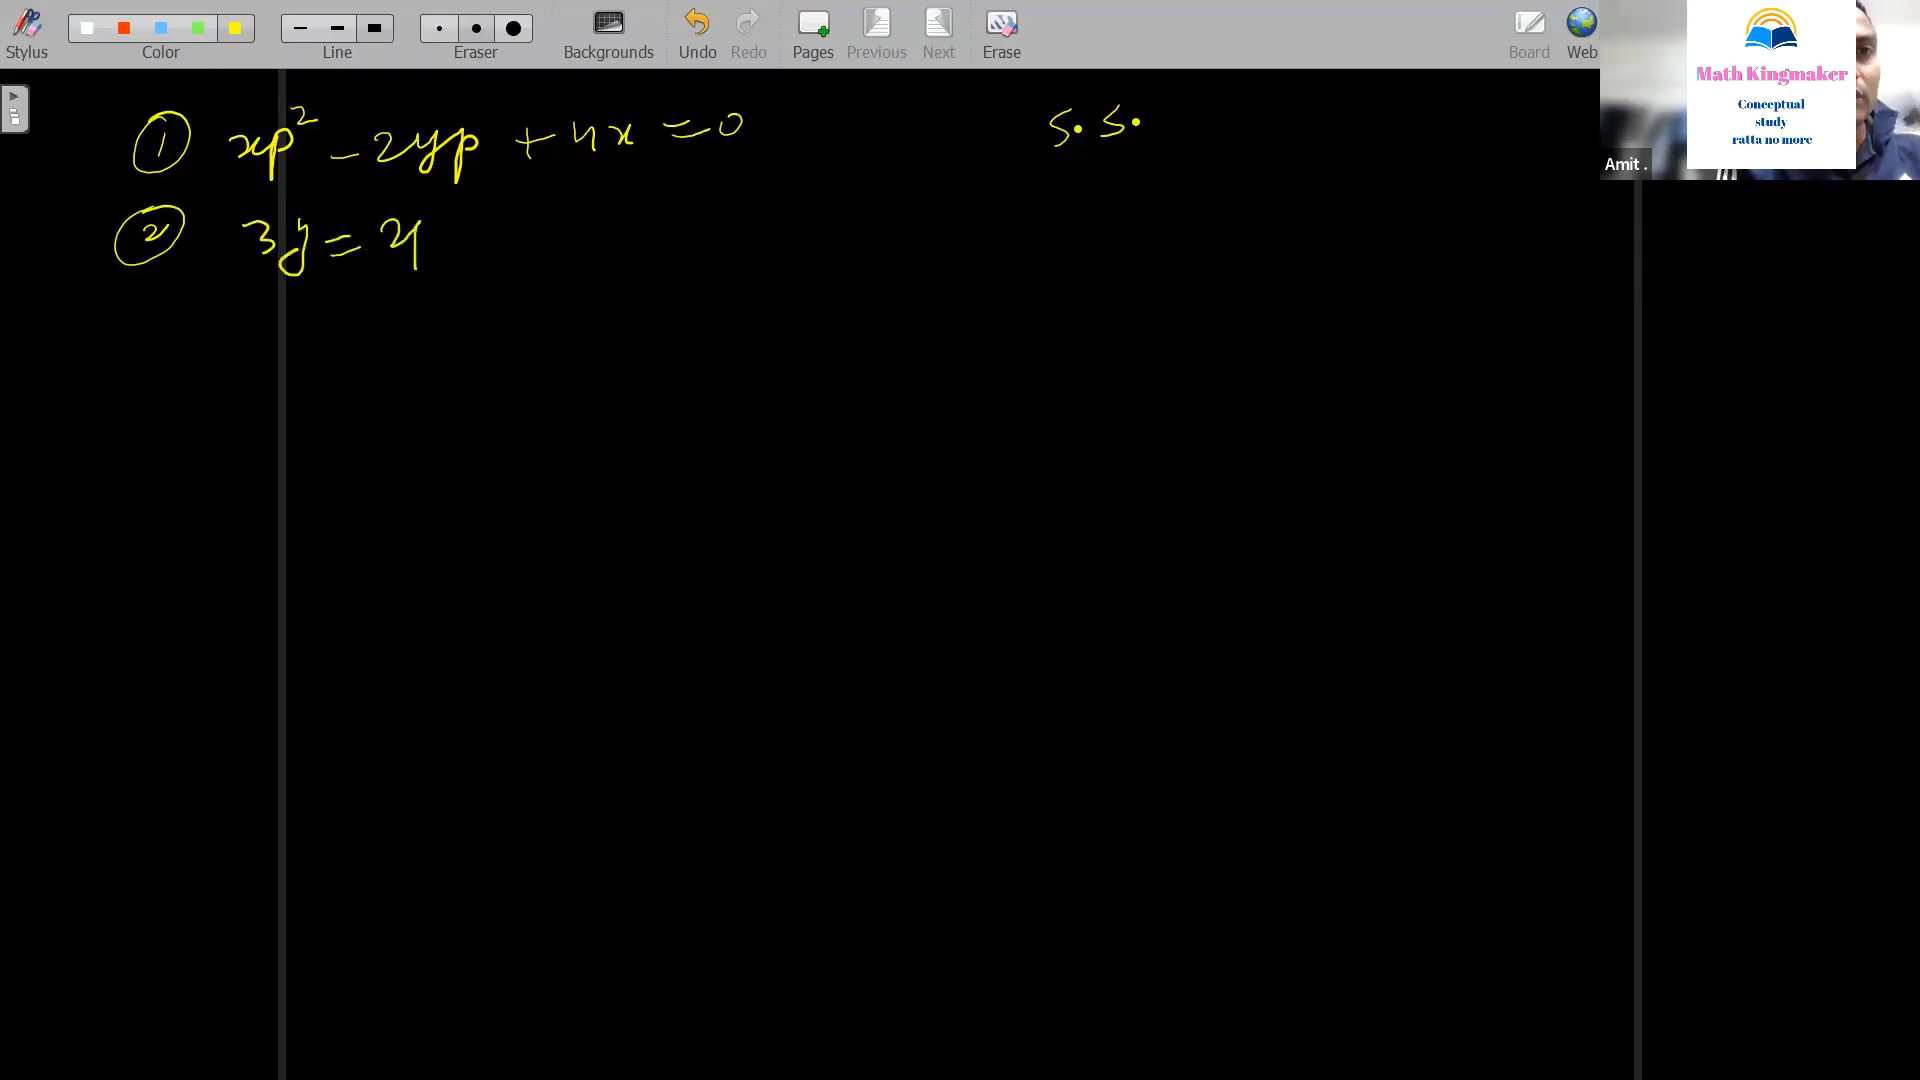 Stylus Color Line Eraser Backgrounds Undo Redo Pages Previous Next Erase Board Web
Math Kingmaker
Conceptual
study
ratta no more
Amit .
① xp² - 2yp + 4x = 0 S. S.
② 3y = 2